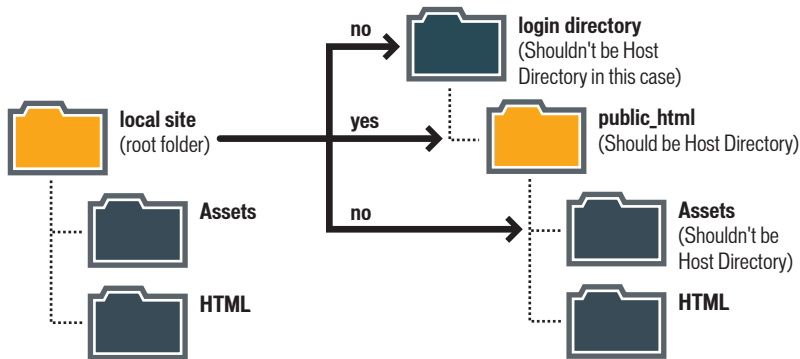 no
login directory
(Shouldn't be Host
Directory in this case)
local site
(root folder)
yes
public_html
(Should be Host Directory)
Assets
no
Assets
(Shouldn't be
Host Directory)
HTML
HTML